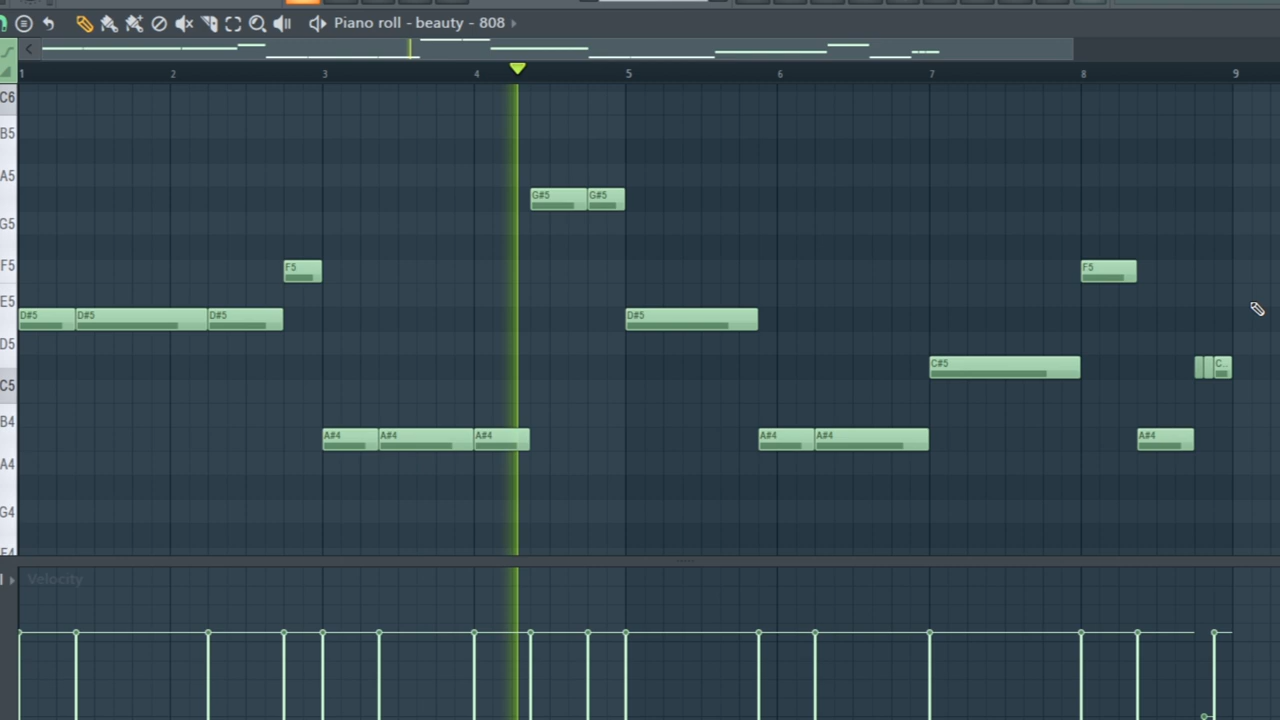 Piano roll - beauty - 808
1 2 3 4 5 6 7 8 9
C6
B5
A5
G#5 G#5
G5
F5 F5 F5
E5
D#5 D#5 D#5 D#5
D5
C#5 C..
C5
B4
A#4 A#4 A#4 A#4 A#4 A#4
A4
G4
E4
Velocity